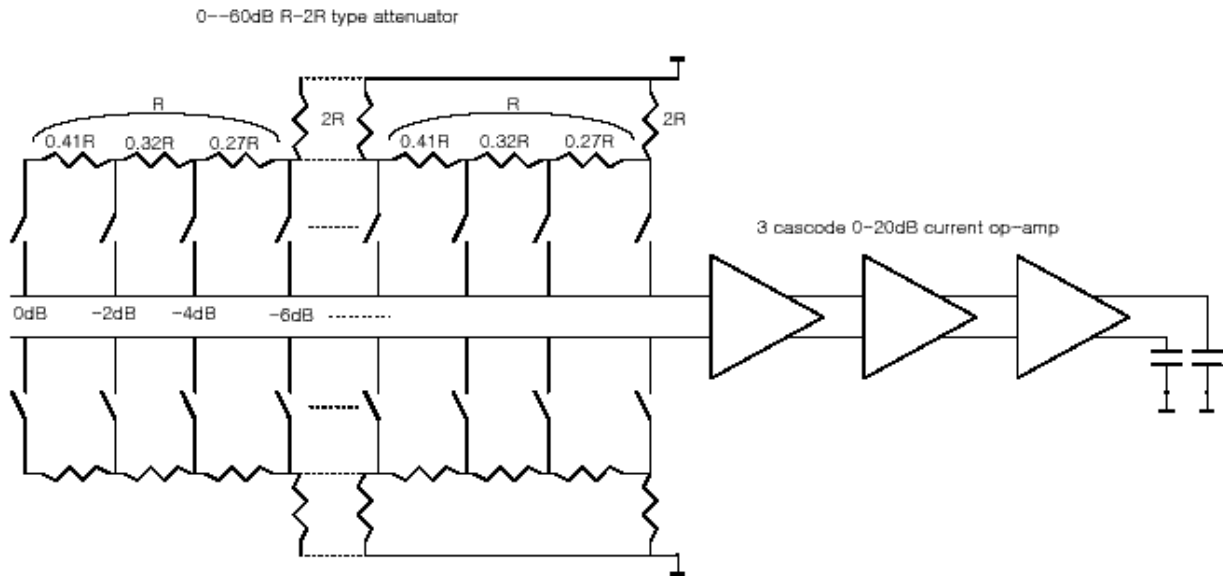 0--60dB R-2R type attenuator
R
2R
R
2R
0.41R 0.32R 0.27R
0.41R 0.32R 0.27R
3 cascode 0-20dB current op-amp
0dB -2dB -4dB -6dB